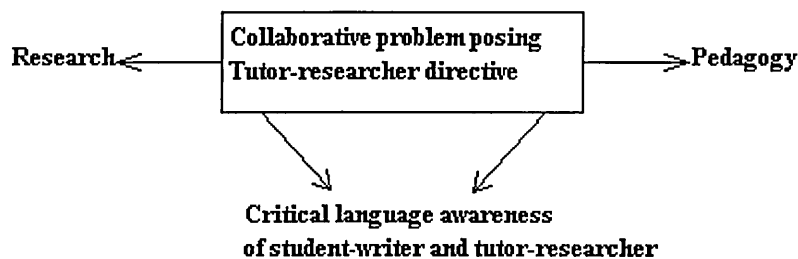 Collaborative problem posing
Research
Tutor-researcher directive
Pedagogy
Critical language awareness
of student-writer and tutor-researcher